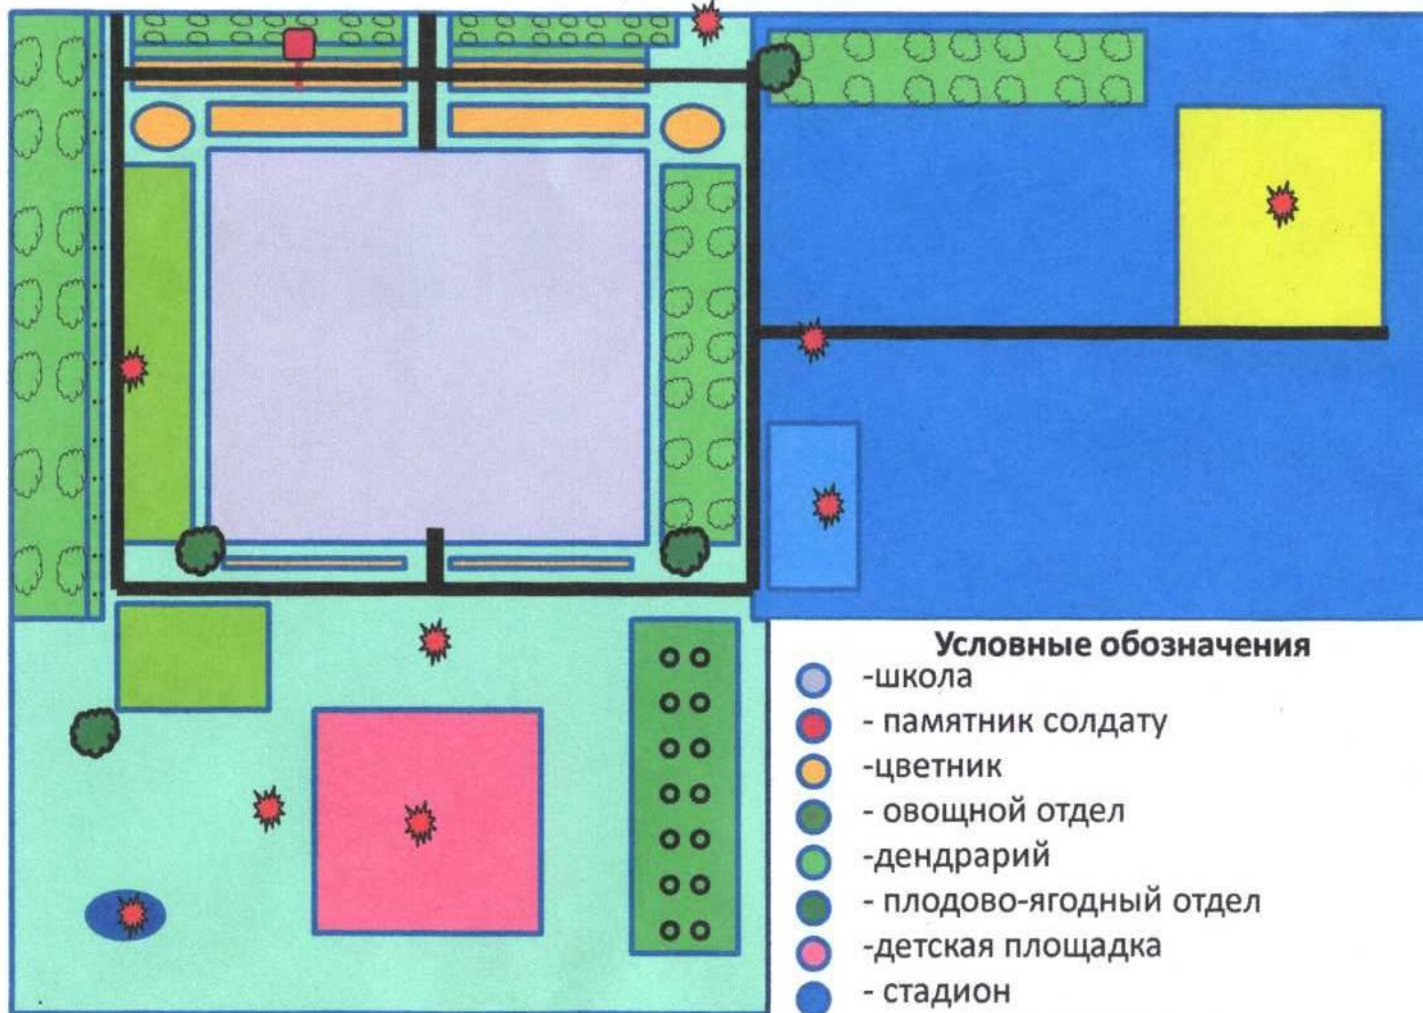 Условные обозначения
-школа
- памятник солдату
-цветник
- овощной отдел
-дендрарий
- плодово-ягодный отдел
-детская площадка
- стадион